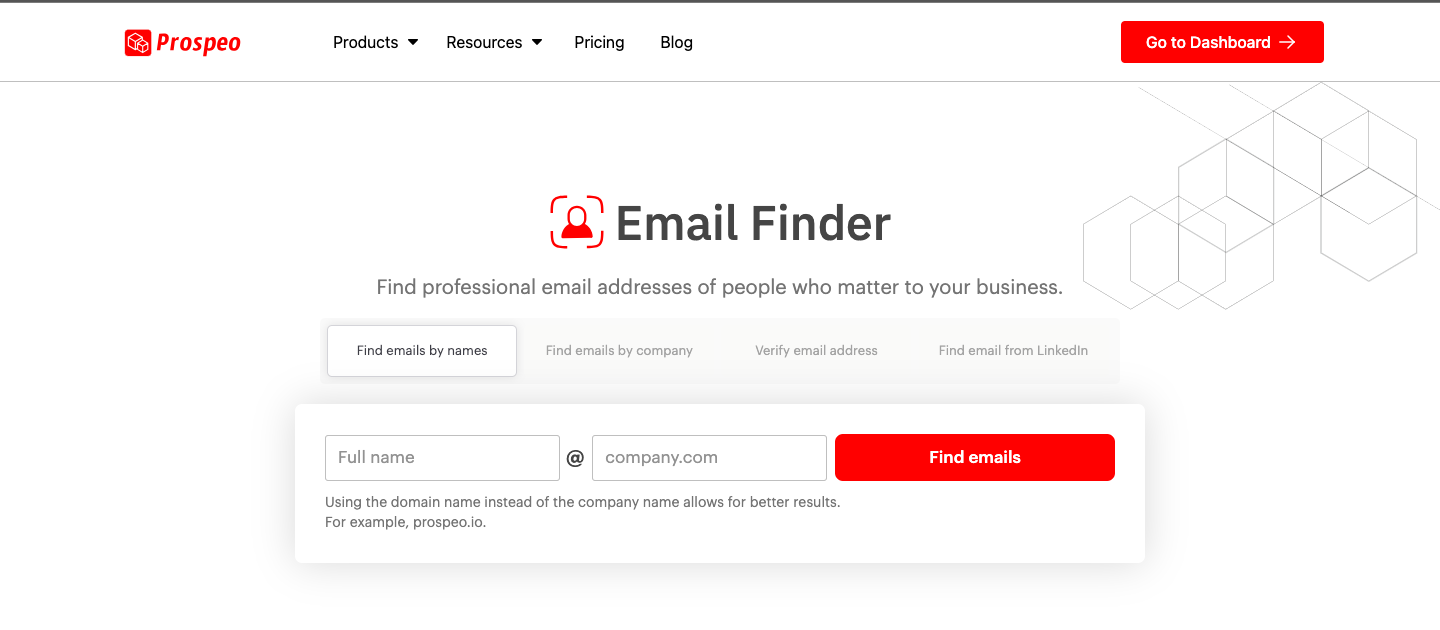 Prospeo Products Resources Pricing Blog Go to Dashboard
Email Finder
Find professional email addresses of people who matter to your business.
Find emails by names Find emails by company Verify email address Find email from LinkedIn
Full name @ company.com Find emails
Using the domain name instead of the company name allows for better results.
For example, prospeo.io.